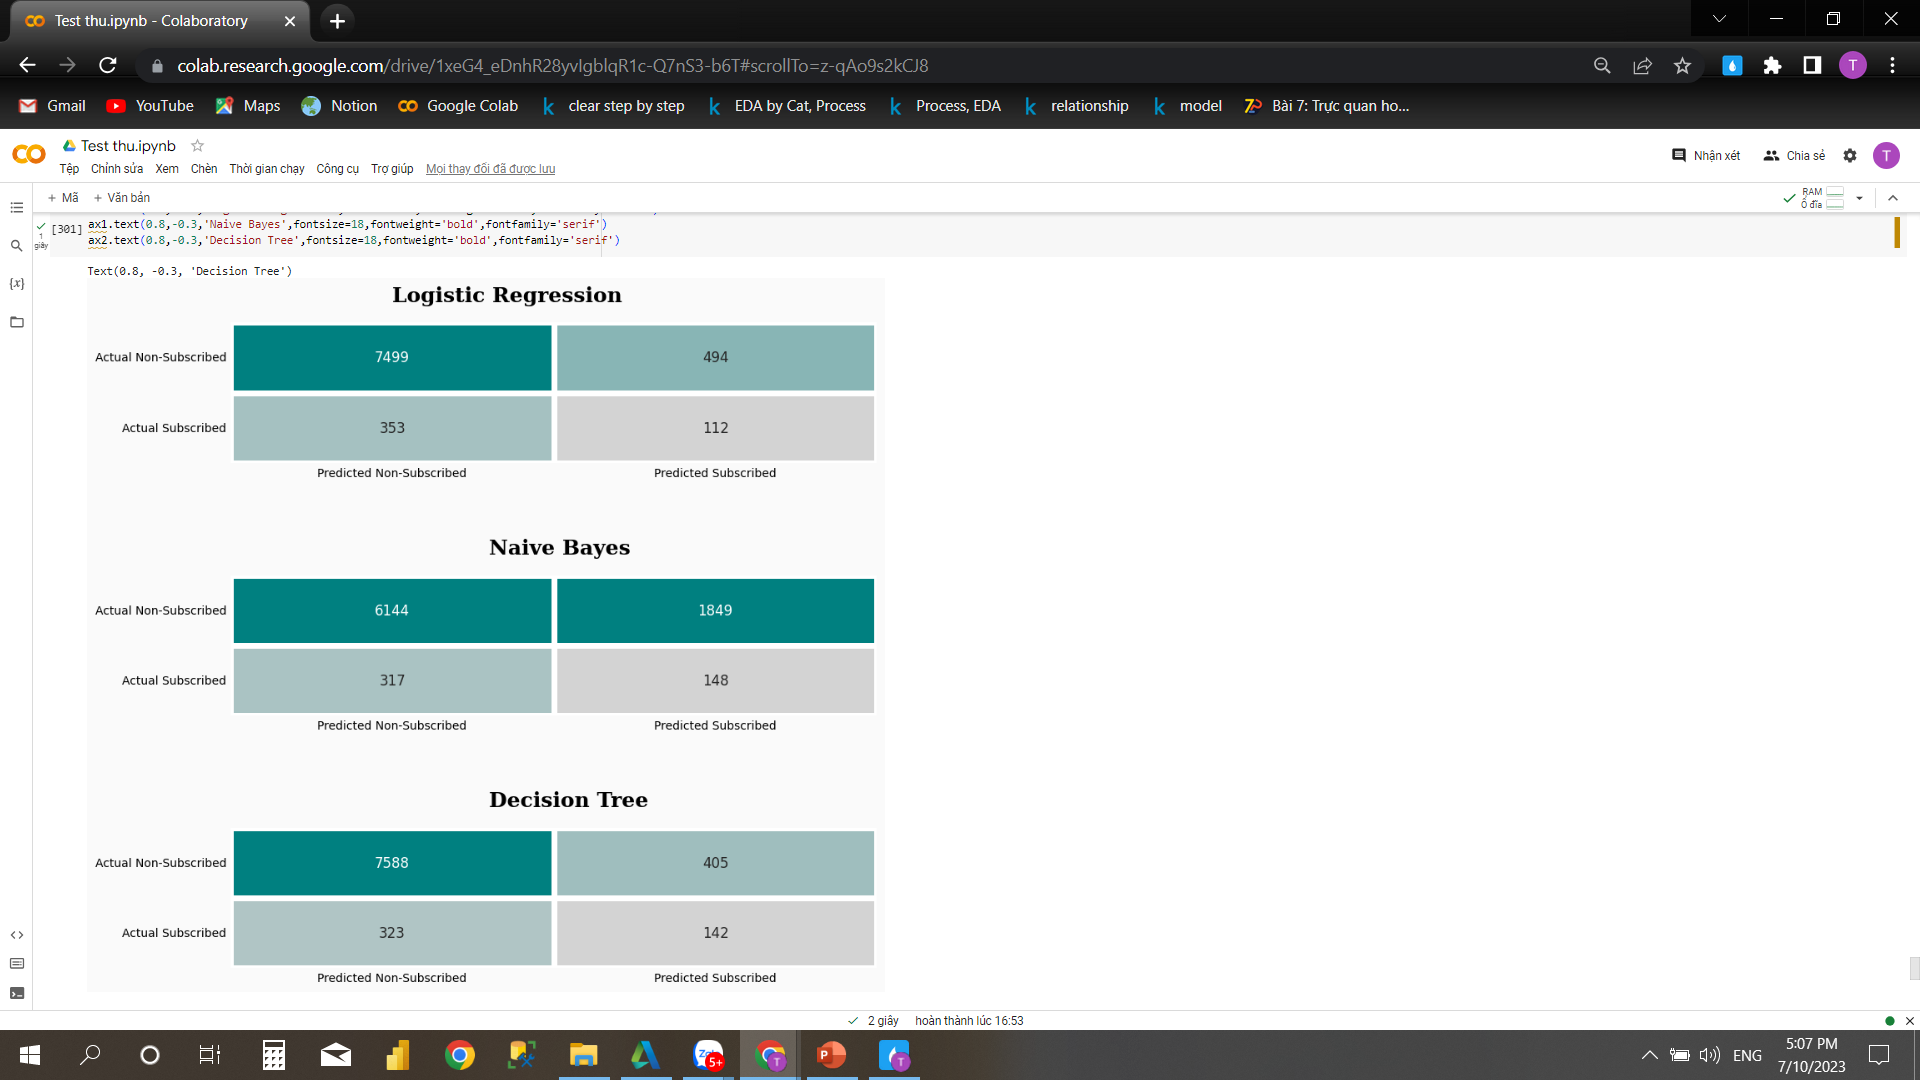 Test thu.ipynb - Colaboratory
colab.research.google.com/drive/1xeG4_eDnhR28yvIgblqR1c-Q7nS3-b6T#scrollTo=z-qAo9s2kCJ8
T
Gmail YouTube Maps Notion Google Colab clear step by step EDA by Cat, Process Process, EDA relationship model Bài 7: Trực quan ho...
Test thu.ipynb
Tệp Chỉnh sửa Xem Chèn Thời gian chạy Công cụ Trợ giúp Mọi thay đổi đã được lưu
Nhận xét Chia sẻ T
+ Mã + Văn bản
RAM
Ổ đĩa
[301]
1
giây
ax1.text(0.8,-0.3,'Naive Bayes',fontsize=18,fontweight='bold',fontfamily='serif')
ax2.text(0.8,-0.3,'Decision Tree',fontsize=18,fontweight='bold',fontfamily='serif')
Text(0.8, -0.3, 'Decision Tree')
Logistic Regression
Actual Non-Subscribed 7499 494
Actual Subscribed 353 112
Predicted Non-Subscribed Predicted Subscribed
Naive Bayes
Actual Non-Subscribed 6144 1849
Actual Subscribed 317 148
Predicted Non-Subscribed Predicted Subscribed
Decision Tree
Actual Non-Subscribed 7588 405
Actual Subscribed 323 142
Predicted Non-Subscribed Predicted Subscribed
2 giây hoàn thành lúc 16:53
5+
T
P
T
ENG
5:07 PM
7/10/2023